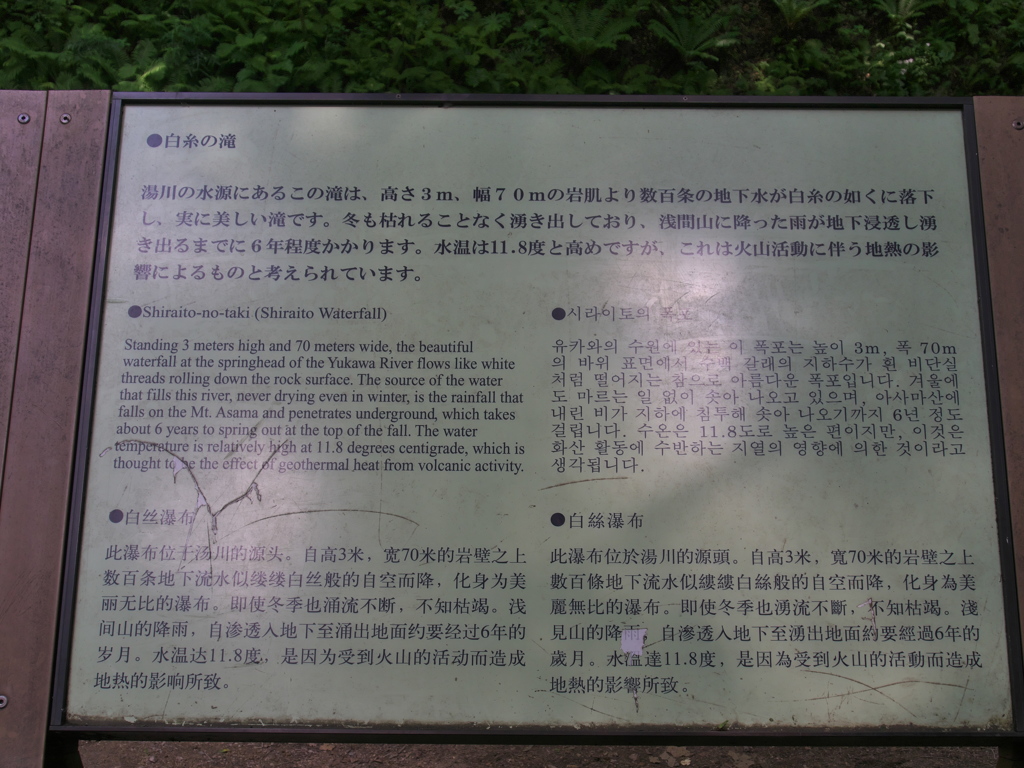 ●白糸の滝
湯川の水源にあるこの滝は、高さ3m、幅70mの岩肌より数百条の地下水が白糸の如くに落下
し、実に美しい滝です。冬も枯れることなく湧き出しており、浅間山に降った雨が地下浸透し湧
き出るまでに6年程度かかります。水温は11.8度と高めですが、これは火山活動に伴う地熱の影
響によるものと考えられています。
●Shiraito-no-taki (Shiraito Waterfall)
Standing 3 meters high and 70 meters wide, the beautiful
waterfall at the springhead of the Yukawa River flows like white
threads rolling down the rock surface. The source of the water
that fills this river, never drying even in winter, is the rainfall that
falls on the Mt. Asama and penetrates underground, which takes
about 6 years to spring out at the top of the fall. The water
temperature is relatively high at 11.8 degrees centigrade, which is
thought to be the effect of geothermal heat from volcanic activity.
●시라이토의 폭포
유카와의 수원에 있는 이 폭포는 높이 3m, 폭 70m
의 바위 표면에서 수백 갈래의 지하수가 흰 비단실
처럼 떨어지는 참으로 아름다운 폭포입니다. 겨울에
도 마르는 일 없이 솟아 나오고 있으며, 아사마산에
내린 비가 지하에 침투해 솟아 나오기까지 6년 정도
걸립니다. 수온은 11.8도로 높은 편이지만, 이것은
화산 활동에 수반하는 지열의 영향에 의한 것이라고
생각됩니다.
●白丝瀑布
此瀑布位于汤川的源头。自高3米，宽70米的岩壁之上
数百条地下流水似缕缕白丝般的自空而降，化身为美
丽无比的瀑布。即使冬季也涌流不断，不知枯竭。浅
间山的降雨，自渗透入地下至涌出地面约要经过6年的
岁月。水温达11.8度，是因为受到火山的活动而造成
地热的影响所致。
●白絲瀑布
此瀑布位於湯川的源頭。自高3米，寬70米的岩壁之上
數百條地下流水似縷縷白絲般的自空而降，化身為美
麗無比的瀑布。即使冬季也湧流不斷，不知枯竭。淺
見山的降雨，自滲透入地下至湧出地面約要經過6年的
歲月。水溫達11.8度，是因為受到火山的活動而造成
地熱的影響所致。